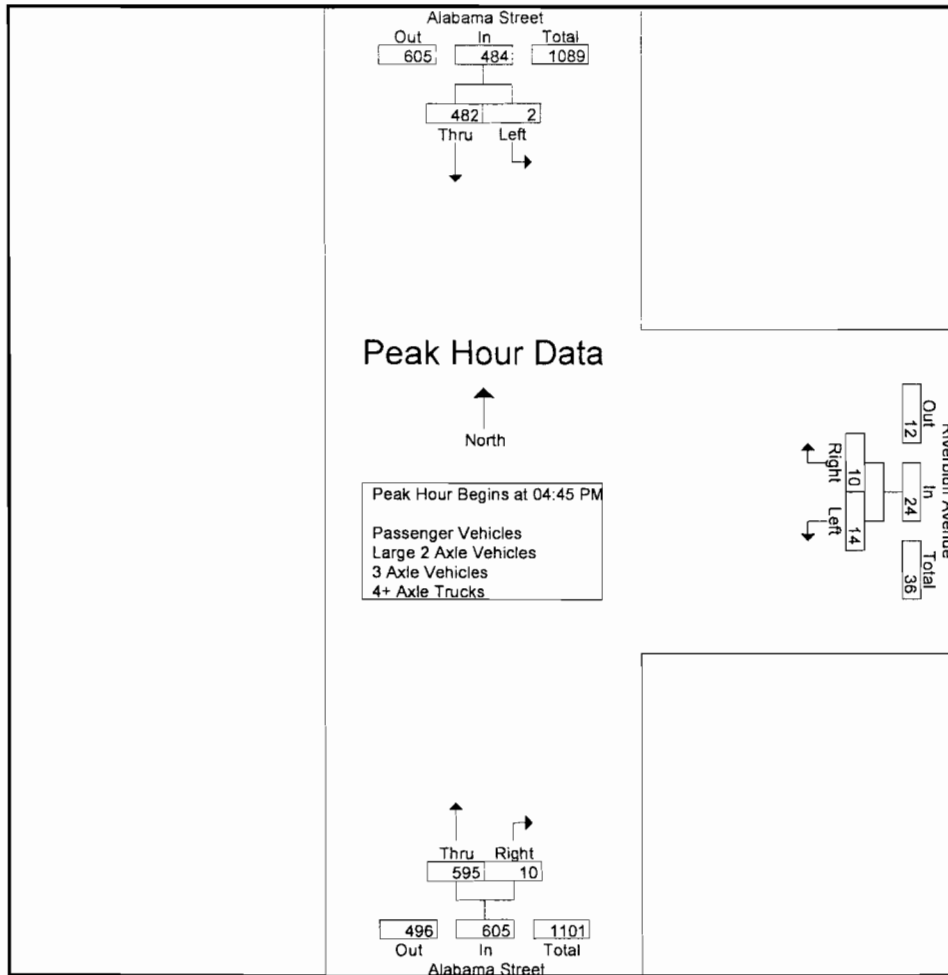 Alabama Street
Out In Total
605 484 1089
482 2
Thru Left
Peak Hour Data
North
Peak Hour Begins at 04:45 PM
Passenger Vehicles
Large 2 Axle Vehicles
3 Axle Vehicles
4+ Axle Trucks
Riverbluff Avenue
Out In Total
12 24 36
10 14
Right Left
Thru Right
595 10
496 605 1101
Out In Total
Alabama Street